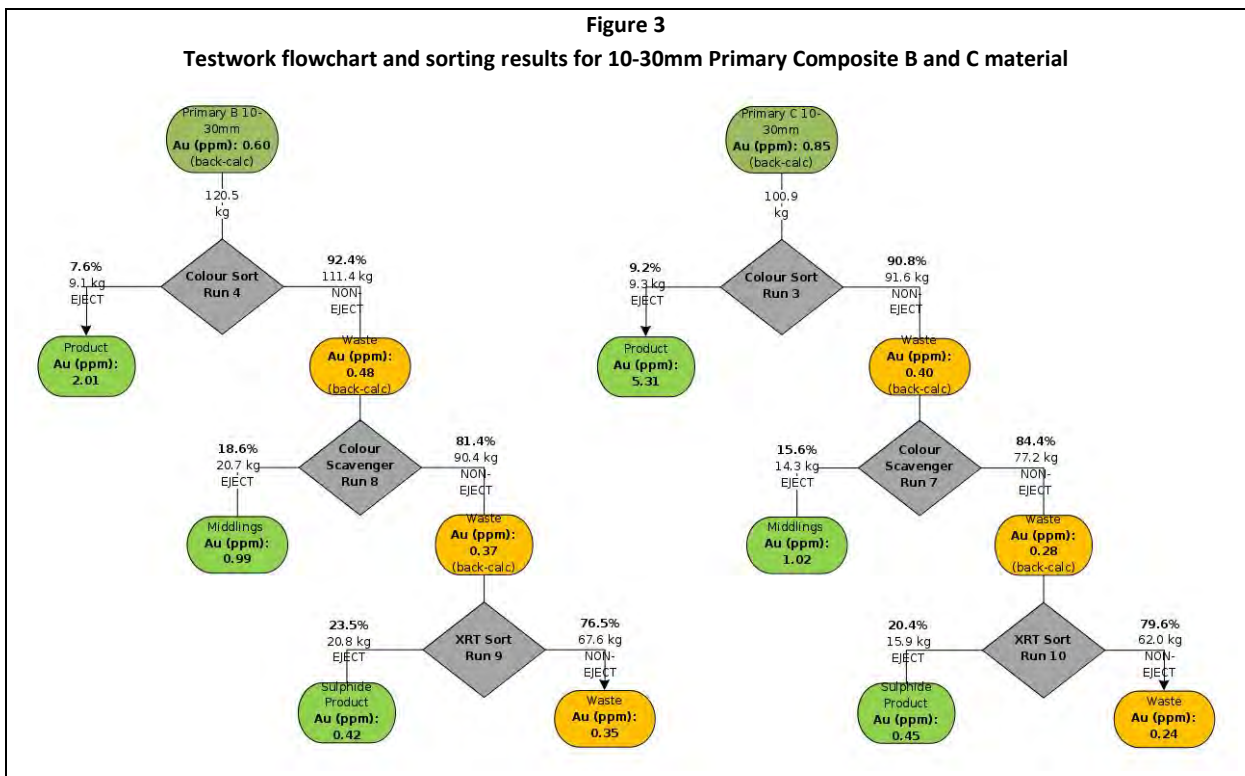 Figure 3
Testwork flowchart and sorting results for 10-30mm Primary Composite B and C material
Primary B 10-
30mm
Au (ppm): 0.60
(back-calc)
120.5
kg
Colour Sort
Run 4
7.6%
9.1 kg
EJECT
92.4%
111.4 kg
NON-
EJECT
Product
Au (ppm):
2.01
Waste
Au (ppm):
0.48
(back-calc)
Colour
Scavenger
Run 8
18.6%
20.7 kg
EJECT
81.4%
90.4 kg
NON-
EJECT
Middlings
Au (ppm):
0.99
Waste
Au (ppm):
0.37
(back-calc)
XRT Sort
Run 9
23.5%
20.8 kg
EJECT
76.5%
67.6 kg
NON-
EJECT
Sulphide
Product
Au (ppm):
0.42
Waste
Au (ppm):
0.35
Primary C 10-
30mm
Au (ppm): 0.85
(back-calc)
100.9
kg
Colour Sort
Run 3
9.2%
9.3 kg
EJECT
90.8%
91.6 kg
NON-
EJECT
Product
Au (ppm):
5.31
Waste
Au (ppm):
0.40
(back-calc)
Colour
Scavenger
Run 7
15.6%
14.3 kg
EJECT
84.4%
77.2 kg
NON-
EJECT
Middlings
Au (ppm):
1.02
Waste
Au (ppm):
0.28
(back-calc)
XRT Sort
Run 10
20.4%
15.9 kg
EJECT
79.6%
62.0 kg
NON-
EJECT
Sulphide
Product
Au (ppm):
0.45
Waste
Au (ppm):
0.24